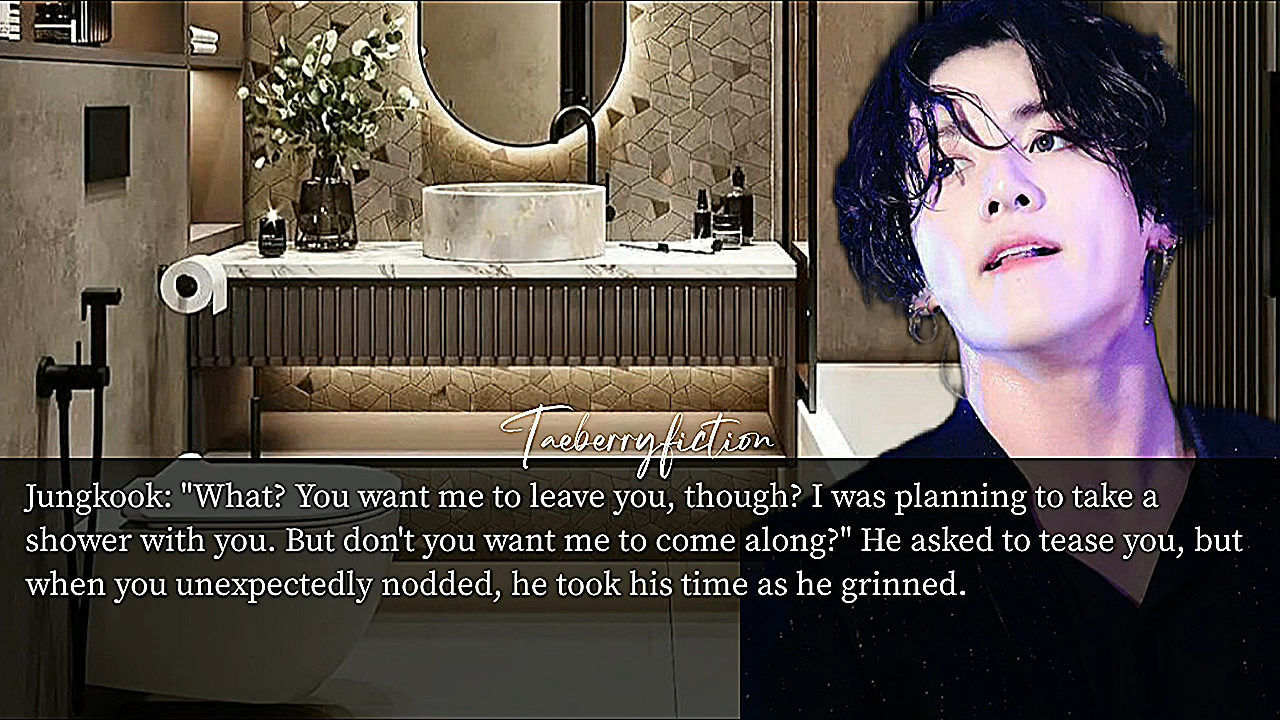 Taeberryfiction
Jungkook: "What? You want me to leave you, though? I was planning to take a
shower with you. But don't you want me to come along?" He asked to tease you, but
when you unexpectedly nodded, he took his time as he grinned.